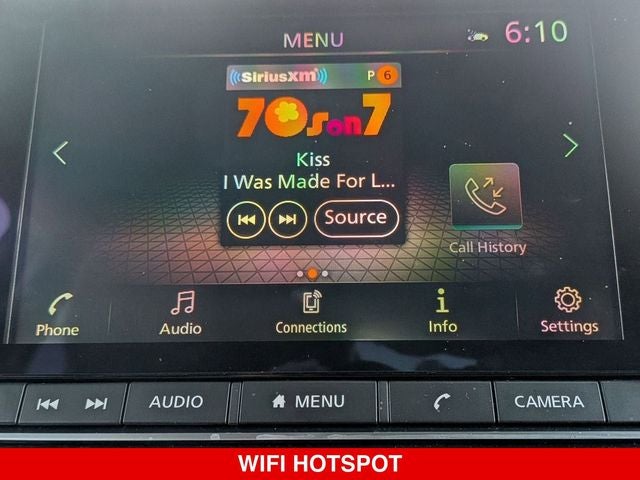 MENU
6:10
SiriusXM
P 6
70s on 7
Kiss
I Was Made For L...
Source
Call History
Phone
Audio
Connections
Info
Settings
AUDIO
MENU
CAMERA
WIFI HOTSPOT